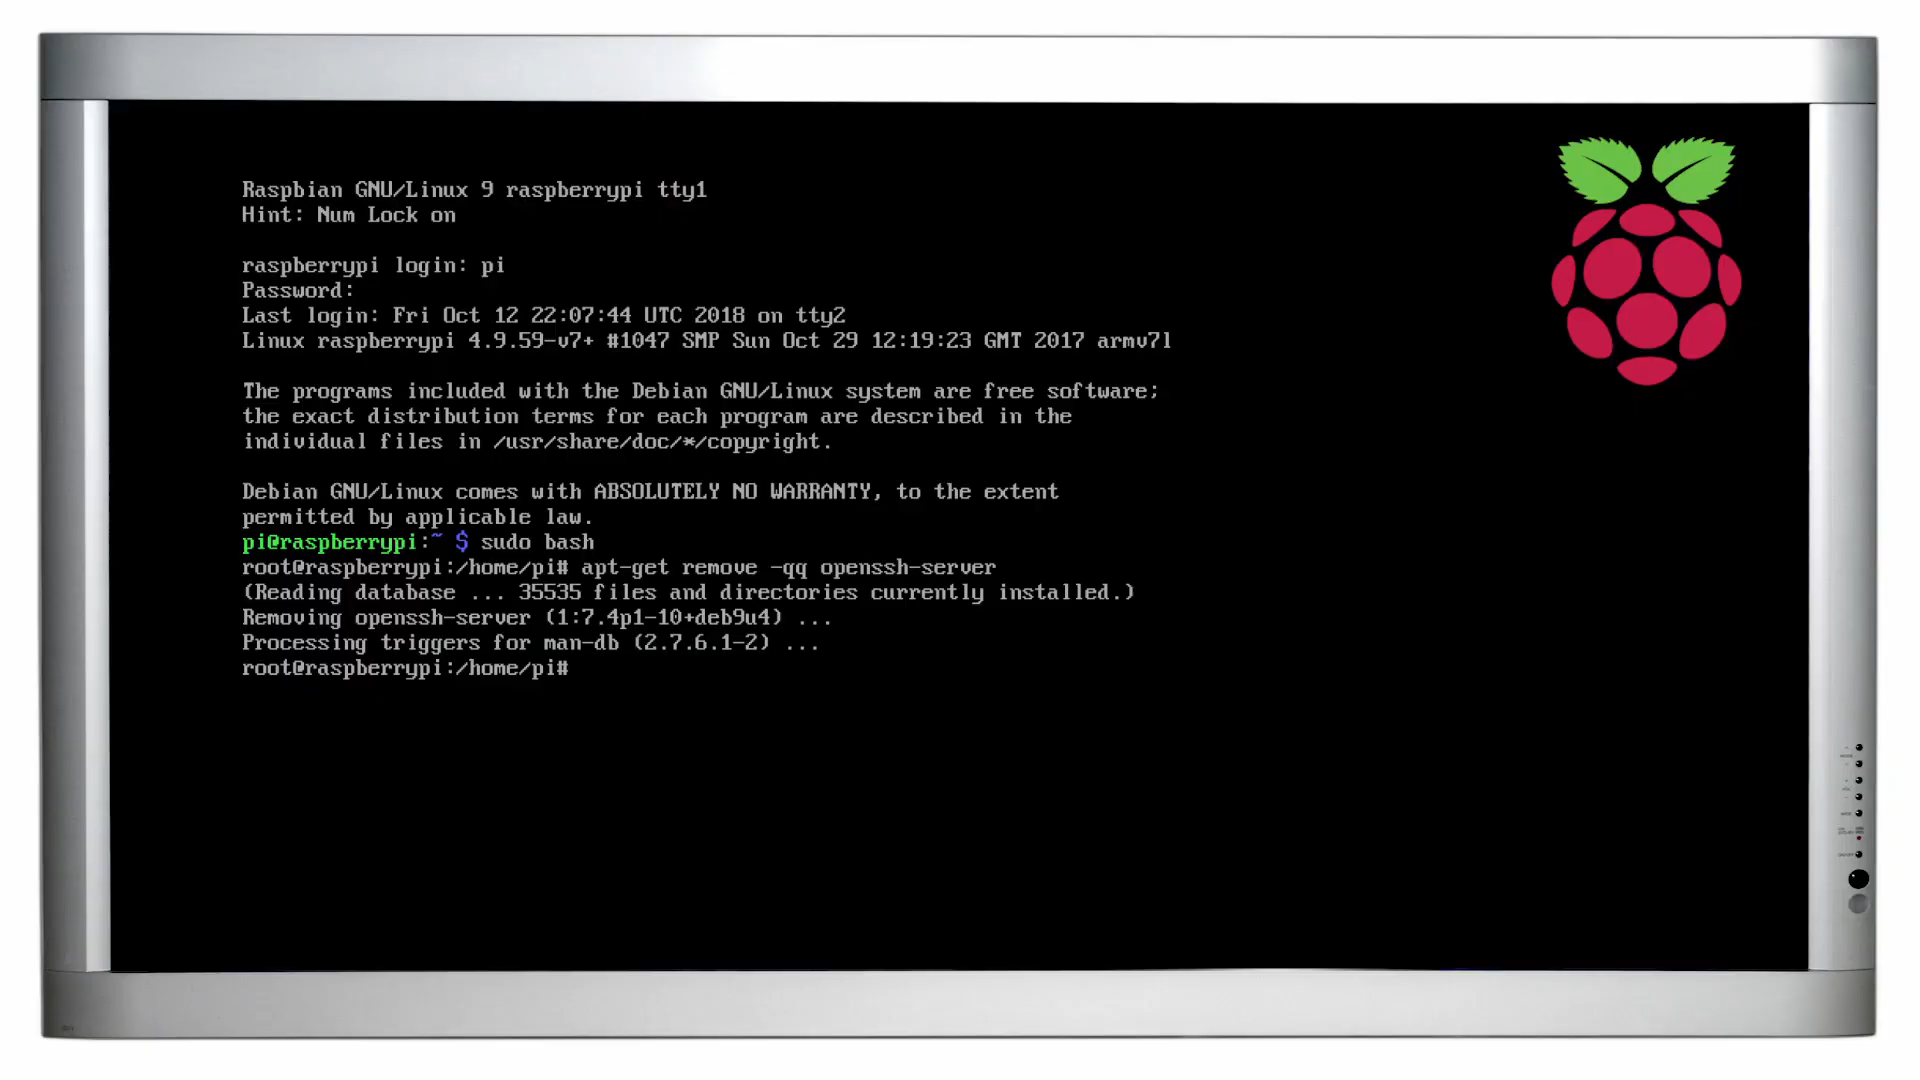 Raspbian GNU/Linux 9 raspberrypi tty1
Hint: Num Lock on
raspberrypi login: pi
Password:
Last login: Fri Oct 12 22:07:44 UTC 2018 on tty2
Linux raspberrypi 4.9.59-v7+ #1047 SMP Sun Oct 29 12:19:23 GMT 2017 armv7l
The programs included with the Debian GNU/Linux system are free software;
the exact distribution terms for each program are described in the
individual files in /usr/share/doc/*/copyright.
Debian GNU/Linux comes with ABSOLUTELY NO WARRANTY, to the extent
permitted by applicable law.
pi@raspberrypi:~ $ sudo bash
root@raspberrypi:/home/pi# apt-get remove -qq openssh-server
(Reading database ... 35535 files and directories currently installed.)
Removing openssh-server (1:7.4p1-10+deb9u4) ...
Processing triggers for man-db (2.7.6.1-2) ...
root@raspberrypi:/home/pi#